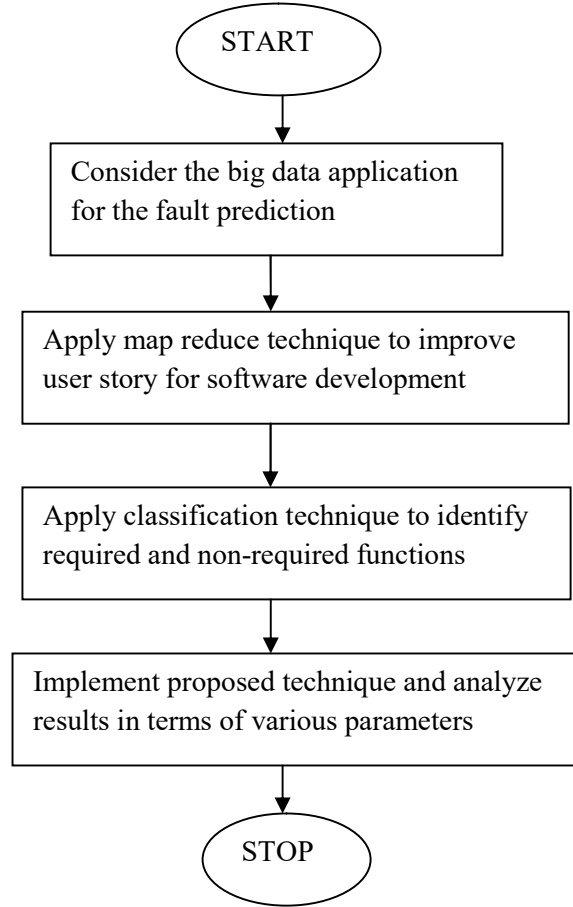 START
Consider the big data application
for the fault prediction
Apply map reduce technique to improve
user story for software development
Apply classification technique to identify
required and non-required functions
Implement proposed technique and analyze
results in terms of various parameters
STOP